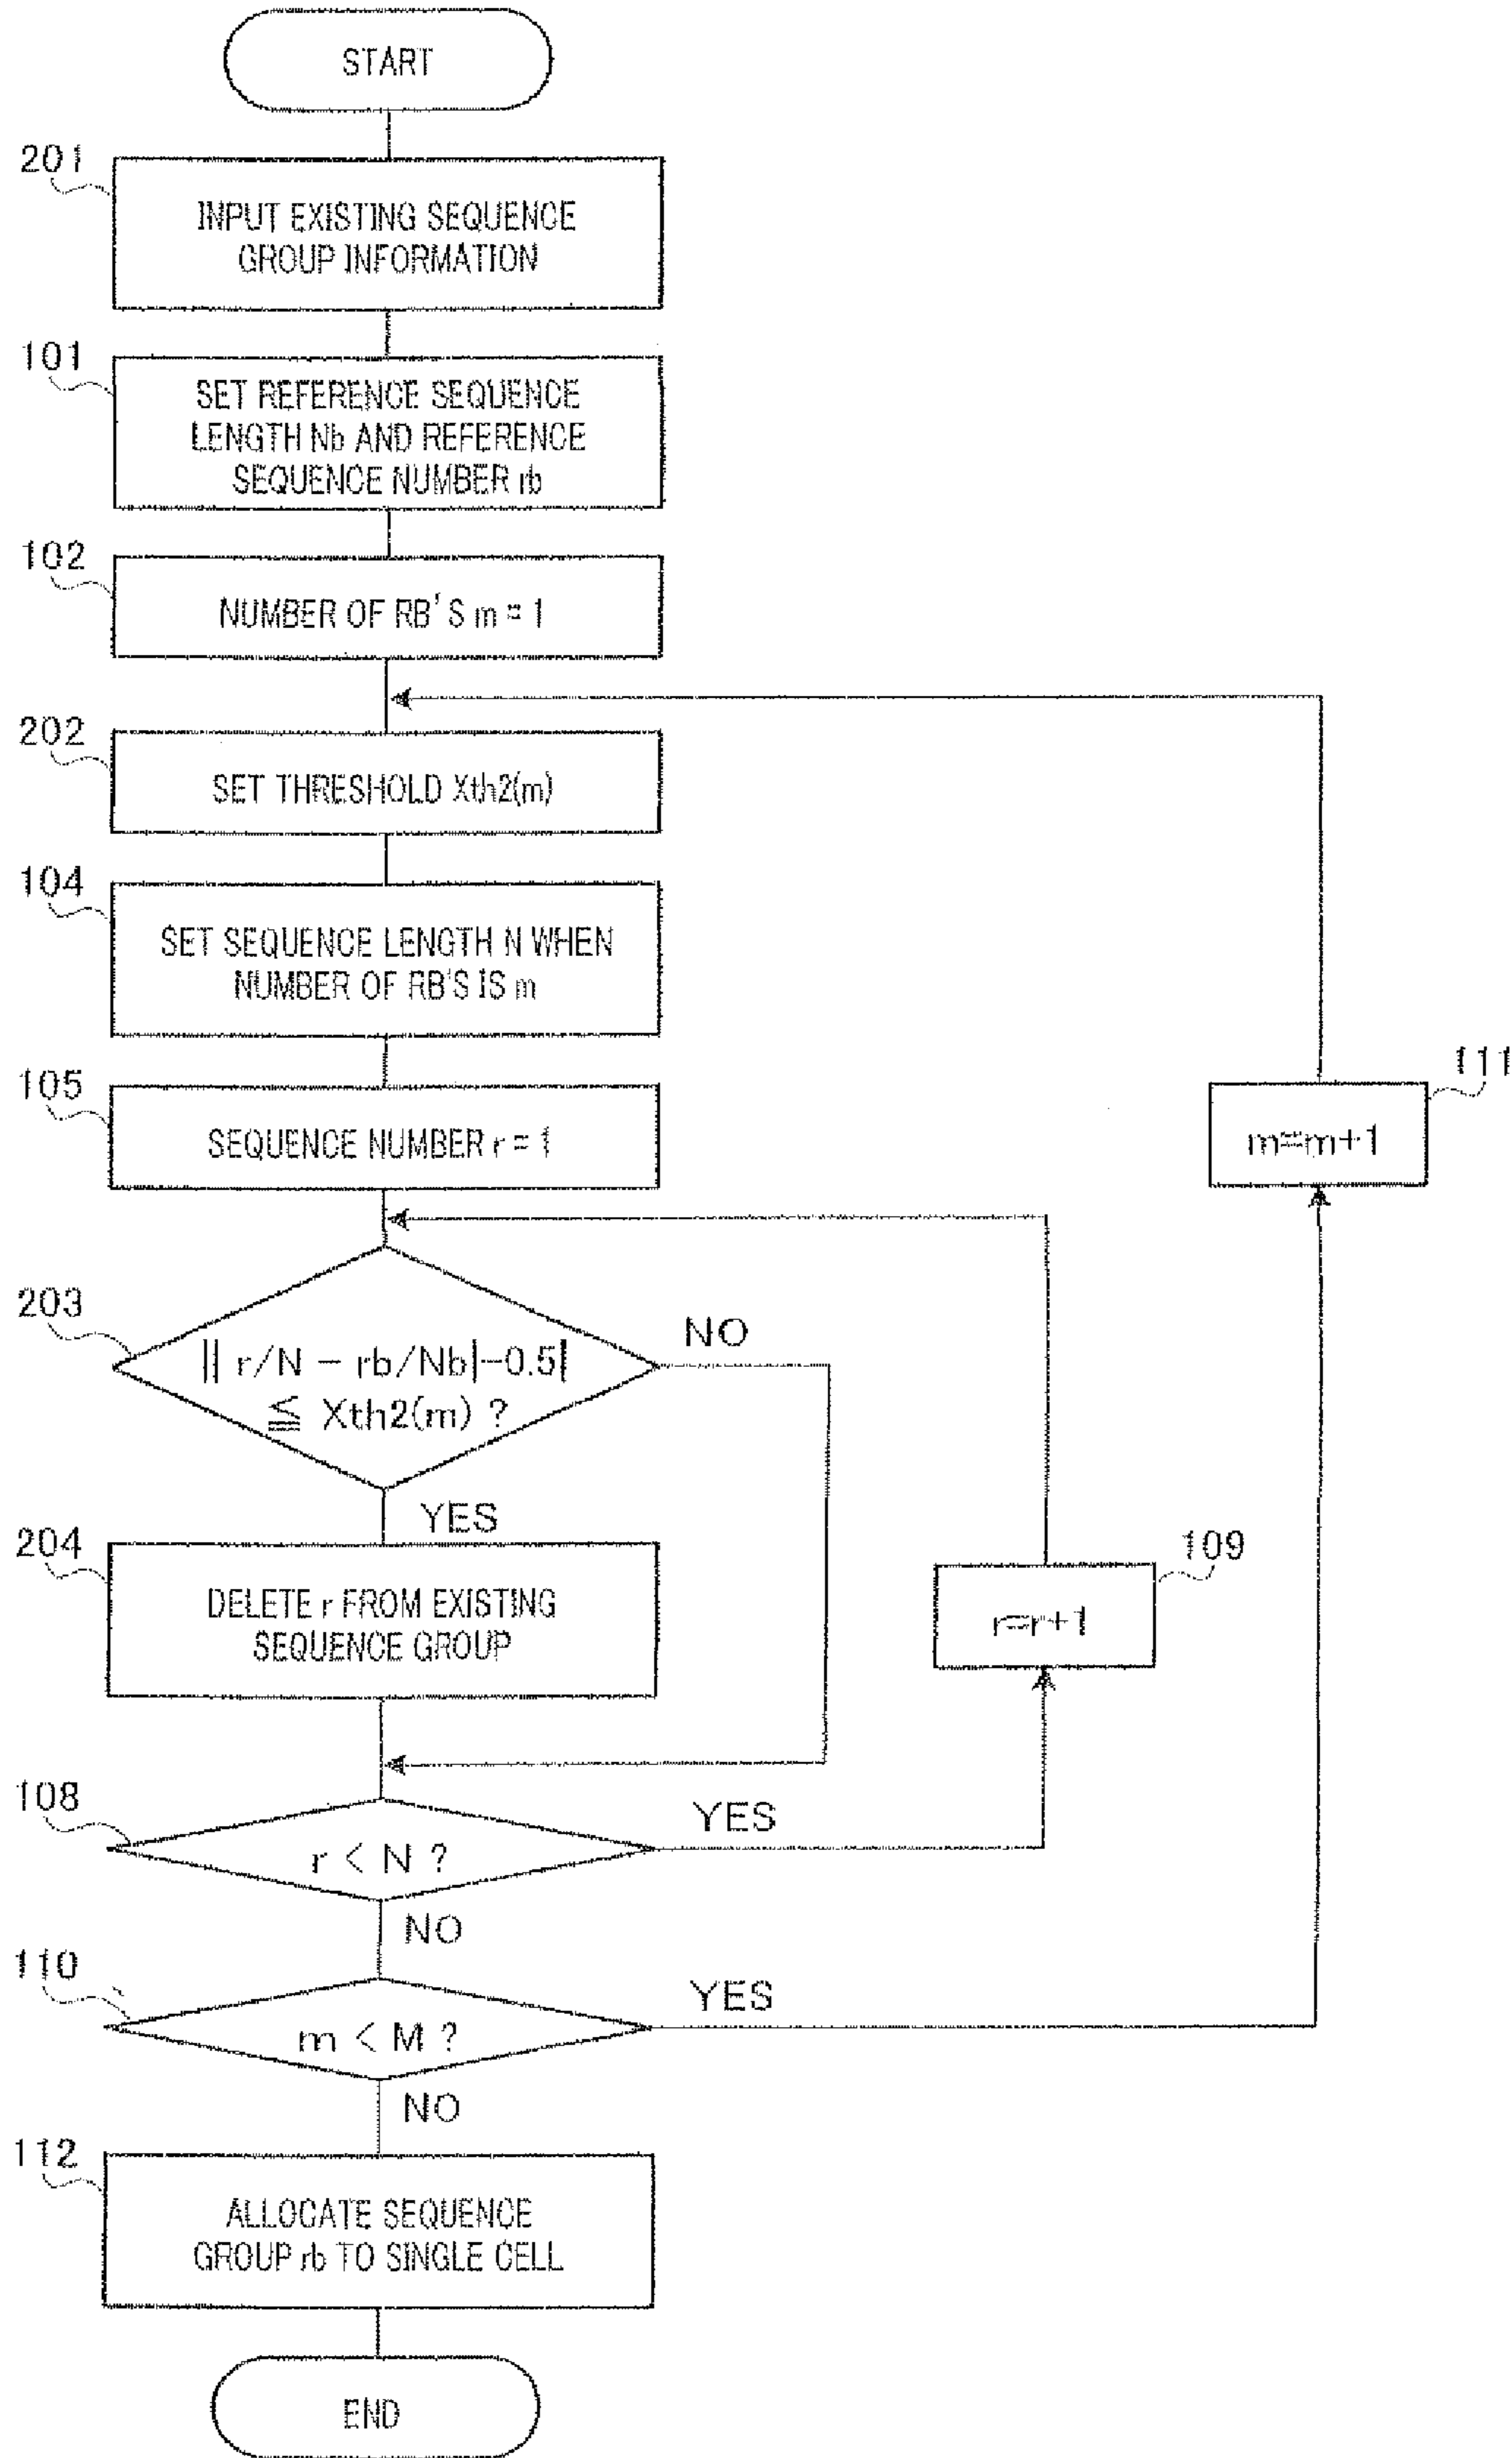 START
201
INPUT EXISTING SEQUENCE
GROUP INFORMATION
101
SET REFERENCE SEQUENCE
LENGTH Nb AND REFERENCE
SEQUENCE NUMBER rb
102
NUMBER OF RB'S m = 1
202
SET THRESHOLD Xth2(m)
104
SET SEQUENCE LENGTH N WHEN
NUMBER OF RB'S IS m
105
SEQUENCE NUMBER r = 1
111
m=m+1
203
|| r/N − rb/Nb|−0.5|
≦ Xth2(m) ?
NO
YES
204
DELETE r FROM EXISTING
SEQUENCE GROUP
109
r=r+1
108
r < N ?
YES
NO
110
m < M ?
YES
NO
112
ALLOCATE SEQUENCE
GROUP rb TO SINGLE CELL
END